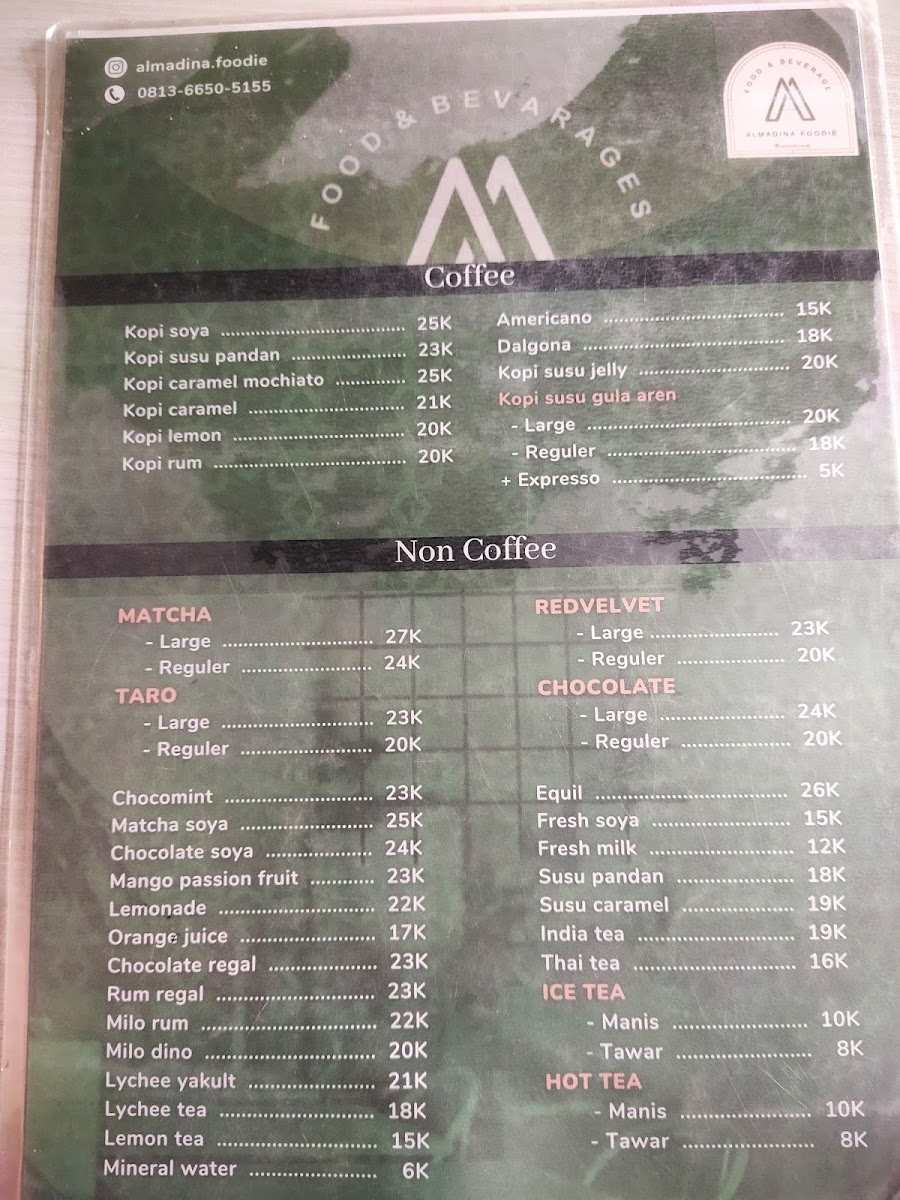 almadina.foodie
0813-6650-5155
FOOD & BEVERAGE
ALMADINA FOODIE
FOOD & BEVARAGES
Coffee
Kopi soya ........ 25K
Kopi susu pandan ........ 23K
Kopi caramel mochiato ........ 25K
Kopi caramel ........ 21K
Kopi lemon ........ 20K
Kopi rum ........ 20K
Americano ........ 15K
Dalgona ........ 18K
Kopi susu jelly ........ 20K
Kopi susu gula aren
- Large ........ 20K
- Reguler ........ 18K
+ Expresso ........ 5K
Non Coffee
MATCHA
- Large ........ 27K
- Reguler ........ 24K
TARO
- Large ........ 23K
- Reguler ........ 20K
Chocomint ........ 23K
Matcha soya ........ 25K
Chocolate soya ........ 24K
Mango passion fruit ........ 23K
Lemonade ........ 22K
Orange juice ........ 17K
Chocolate regal ........ 23K
Rum regal ........ 23K
Milo rum ........ 22K
Milo dino ........ 20K
Lychee yakult ........ 21K
Lychee tea ........ 18K
Lemon tea ........ 15K
Mineral water ........ 6K
REDVELVET
- Large ........ 23K
- Reguler ........ 20K
CHOCOLATE
- Large ........ 24K
- Reguler ........ 20K
Equil ........ 26K
Fresh soya ........ 15K
Fresh milk ........ 12K
Susu pandan ........ 18K
Susu caramel ........ 19K
India tea ........ 19K
Thai tea ........ 16K
ICE TEA
- Manis ........ 10K
- Tawar ........ 8K
HOT TEA
- Manis ........ 10K
- Tawar ........ 8K